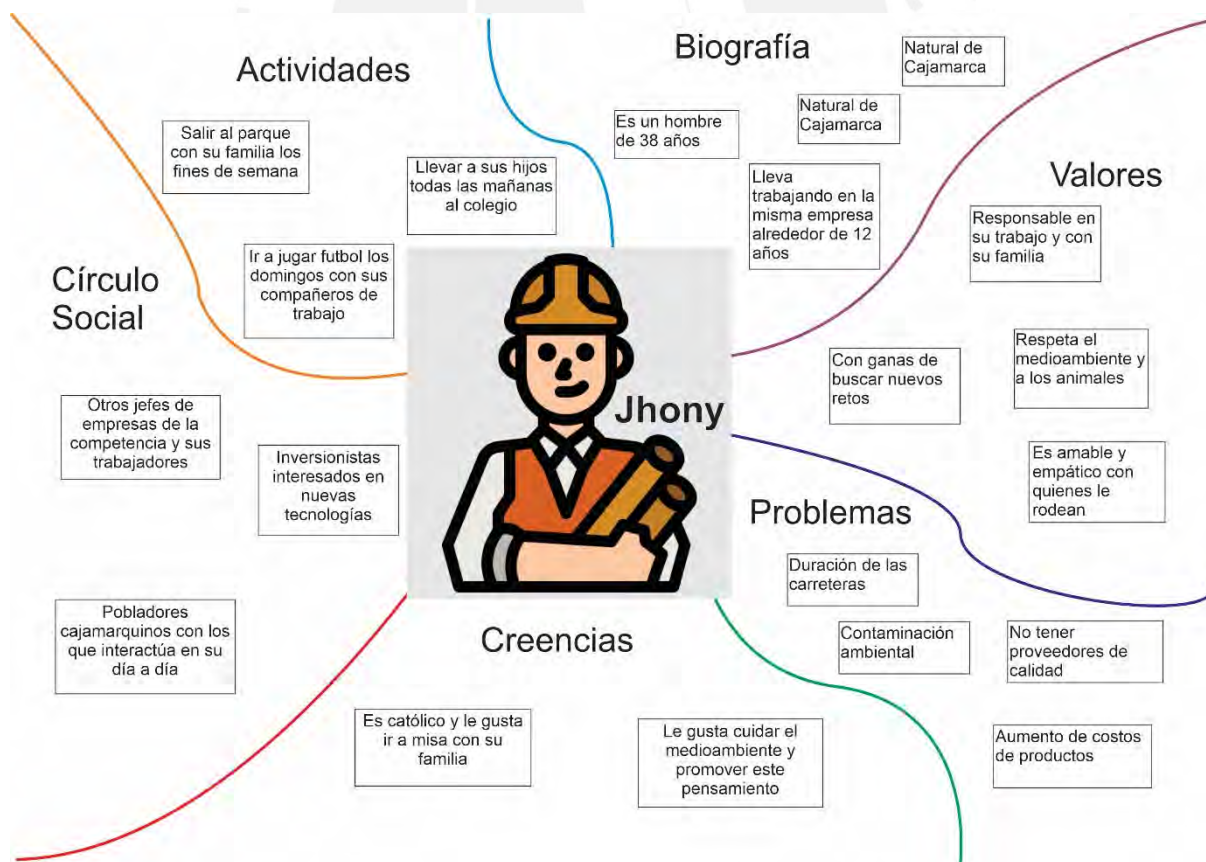 Actividades
Salir al parque
con su familia los
fines de semana
Llevar a sus hijos
todas las mañanas
al colegio
Ir a jugar futbol los
domingos con sus
compañeros de
trabajo
Biografía
Natural de
Cajamarca
Natural de
Cajamarca
Es un hombre
de 38 años
Lleva
trabajando en la
misma empresa
alrededor de 12
años
Valores
Responsable en
su trabajo y con
su familia
Con ganas de
buscar nuevos
retos
Respeta el
medioambiente y
a los animales
Es amable y
empático con
quienes le
rodean
Círculo
Social
Otros jefes de
empresas de la
competencia y sus
trabajadores
Inversionistas
interesados en
nuevas
tecnologías
Pobladores
cajamarquinos con los
que interactúa en su
día a día
Jhony
Problemas
Duración de las
carreteras
Contaminación
ambiental
No tener
proveedores de
calidad
Aumento de costos
de productos
Creencias
Es católico y le gusta
ir a misa con su
familia
Le gusta cuidar el
medioambiente y
promover este
pensamiento